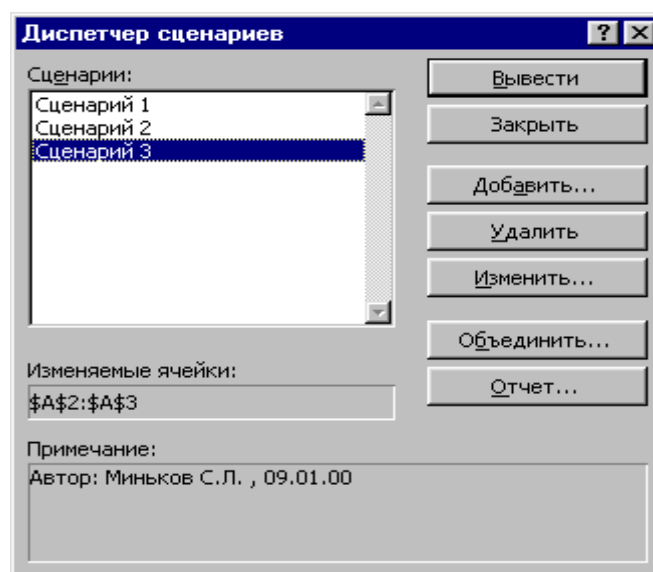 Диспетчер сценариев
Сценарии:
Сценарий 1
Сценарий 2
Сценарий 3
Вывести
Закрыть
Добавить...
Удалить
Изменить...
Объединить...
Отчет...
Изменяемые ячейки:
$A$2:$A$3
Примечание:
Автор: Миньков С.Л. , 09.01.00